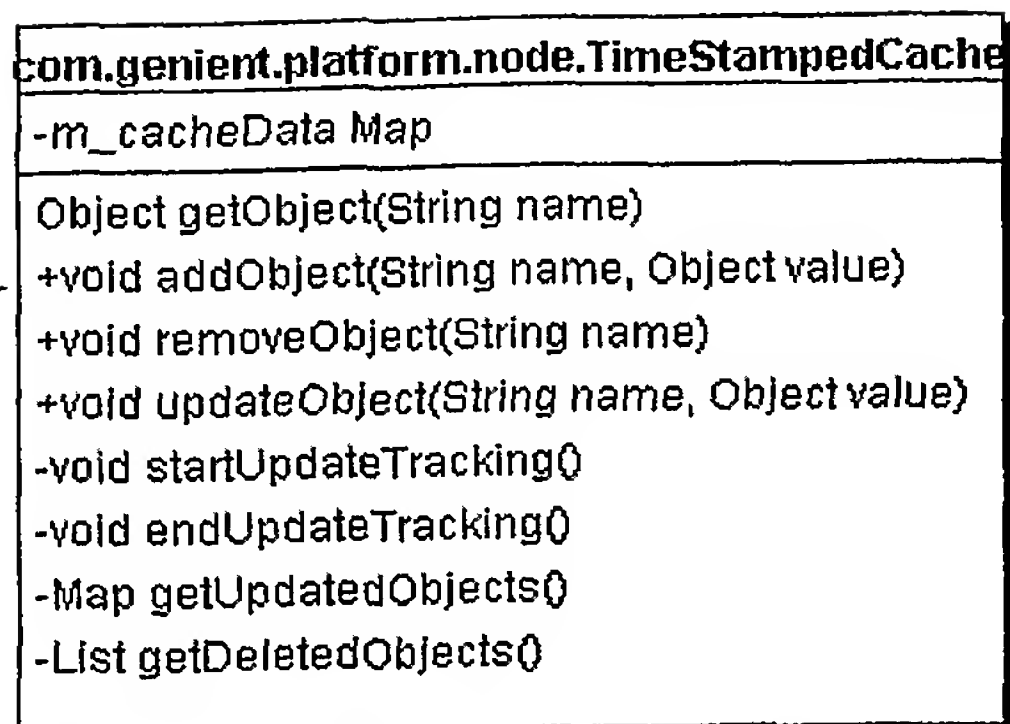 com.genient.platform.node.TimeStampedCache
-m_cacheData Map
Object getObject(String name)
+void addObject(String name, Object value)
+void removeObject(String name)
+void updateObject(String name, Object value)
-void startUpdateTracking()
-void endUpdateTracking()
-Map getUpdatedObjects()
-List getDeletedObjects()